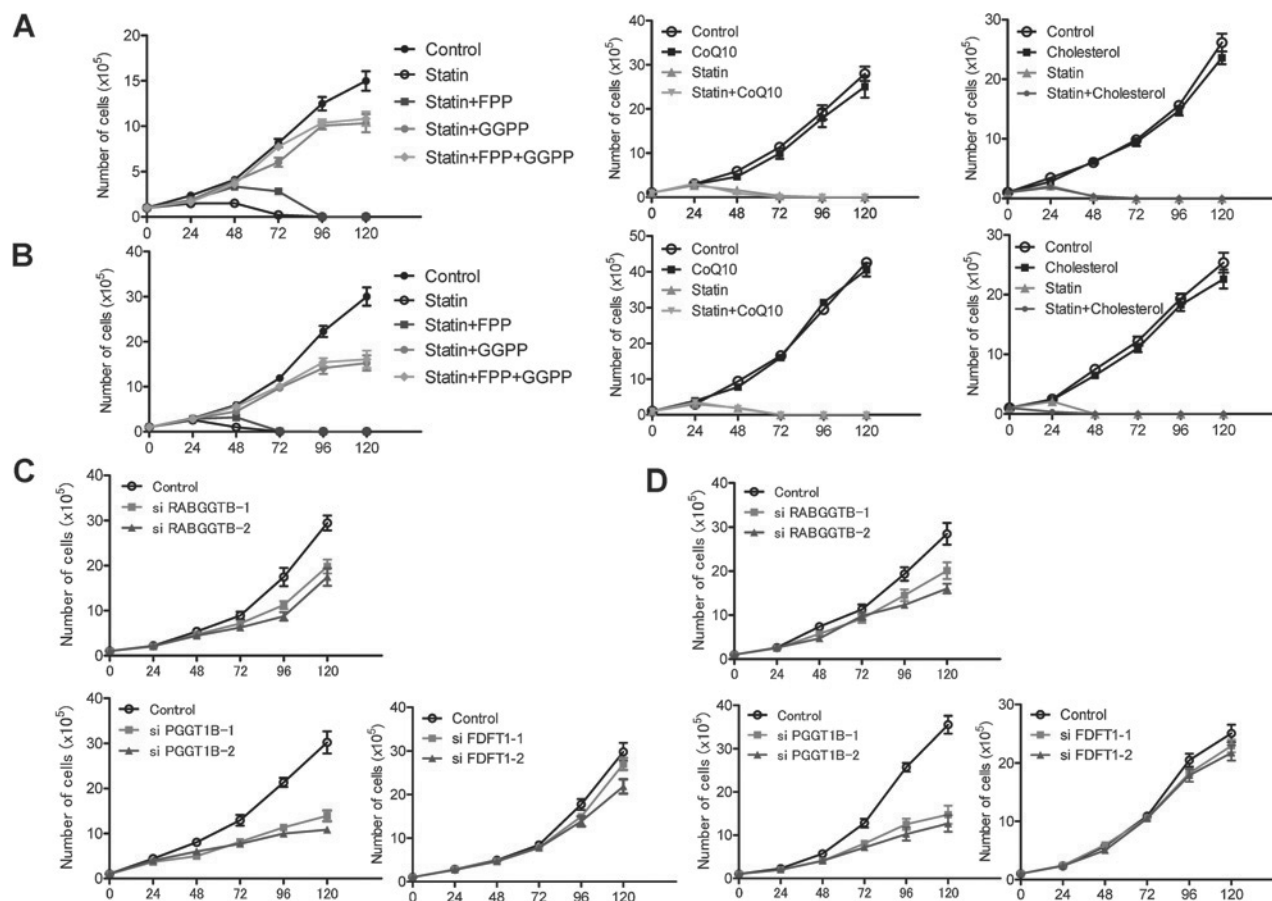 A
Number of cells (x10⁵)
20
15
10
5
0
0 24 48 72 96 120
Control
Statin
Statin+FPP
Statin+GGPP
Statin+FPP+GGPP
Number of cells (x10⁵)
40
30
20
10
0
0 24 48 72 96 120
Control
CoQ10
Statin
Statin+CoQ10
Number of cells (x10⁵)
30
20
10
0
0 24 48 72 96 120
Control
Cholesterol
Statin
Statin+Cholesterol
B
Number of cells (x10⁵)
40
30
20
10
0
0 24 48 72 96 120
Control
Statin
Statin+FPP
Statin+GGPP
Statin+FPP+GGPP
Number of cells (x10⁵)
50
40
30
20
10
0
0 24 48 72 96 120
Control
CoQ10
Statin
Statin+CoQ10
Number of cells (x10⁵)
30
20
10
0
0 24 48 72 96 120
Control
Cholesterol
Statin
Statin+Cholesterol
C
Number of cells (x10⁵)
40
30
20
10
0
0 24 48 72 96 120
Control
si RABGGTB-1
si RABGGTB-2
Number of cells (x10⁵)
40
30
20
10
0
0 24 48 72 96 120
Control
si PGGT1B-1
si PGGT1B-2
Number of cells (x10⁵)
40
30
20
10
0
0 24 48 72 96 120
Control
si FDFT1-1
si FDFT1-2
D
Number of cells (x10⁵)
40
30
20
10
0
0 24 48 72 96 120
Control
si RABGGTB-1
si RABGGTB-2
Number of cells (x10⁵)
40
30
20
10
0
0 24 48 72 96 120
Control
si PGGT1B-1
si PGGT1B-2
Number of cells (x10⁵)
30
20
10
0
0 24 48 72 96 120
Control
si FDFT1-1
si FDFT1-2